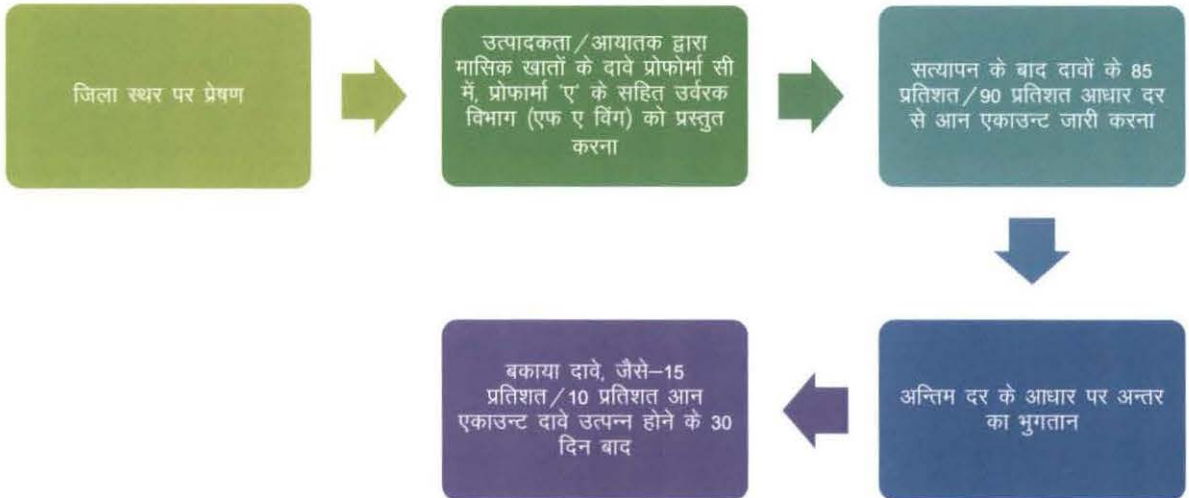 जिला स्तर पर प्रेषण
उत्पादकता/आयातक द्वारा
मासिक खातों के दावे प्रोफोर्मा सी
में, प्रोफार्मा 'ए' के सहित उर्वरक
विभाग (एफ ए विंग) को प्रस्तुत
करना
सत्यापन के बाद दावों के 85
प्रतिशत/90 प्रतिशत आधार दर
से आन एकाउन्ट जारी करना
अन्तिम दर के आधार पर अन्तर
का भुगतान
बकाया दावे, जैसे–15
प्रतिशत/10 प्रतिशत आन
एकाउन्ट दावे उत्पन्न होने के 30
दिन बाद